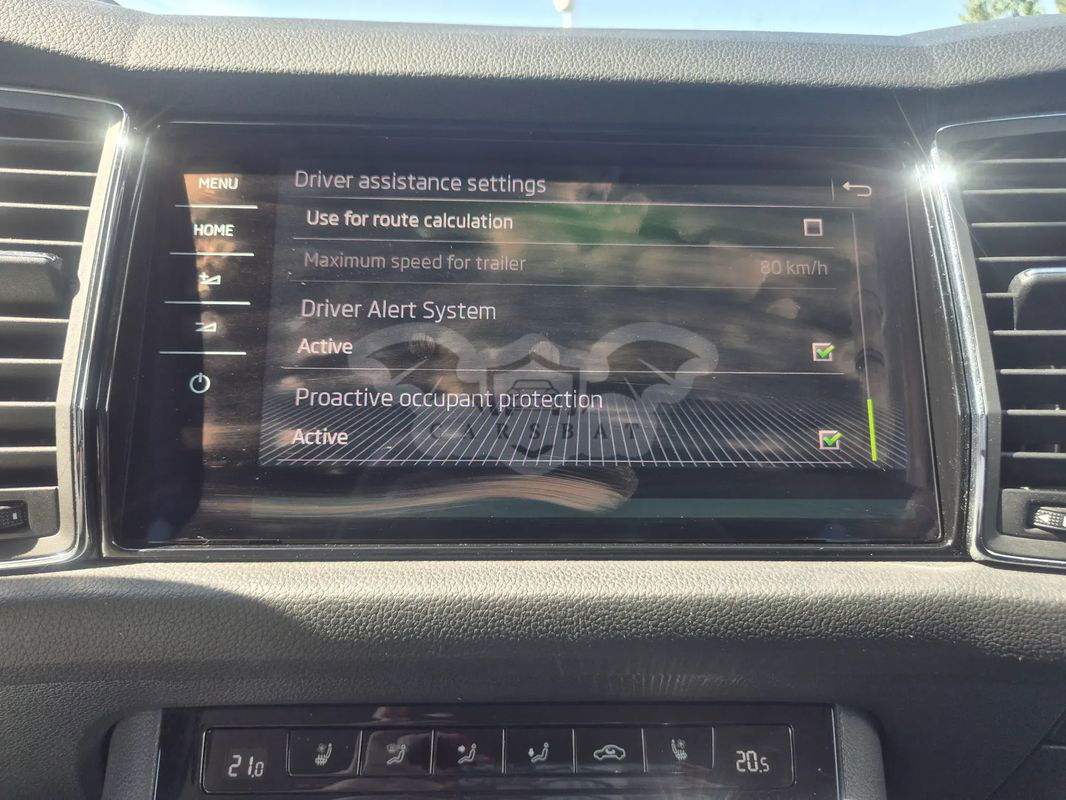 MENU
Driver assistance settings
Use for route calculation
HOME
Maximum speed for trailer 80 km/h
Driver Alert System
Active
Proactive occupant protection
CARSBAT
Active
21,0
20,5